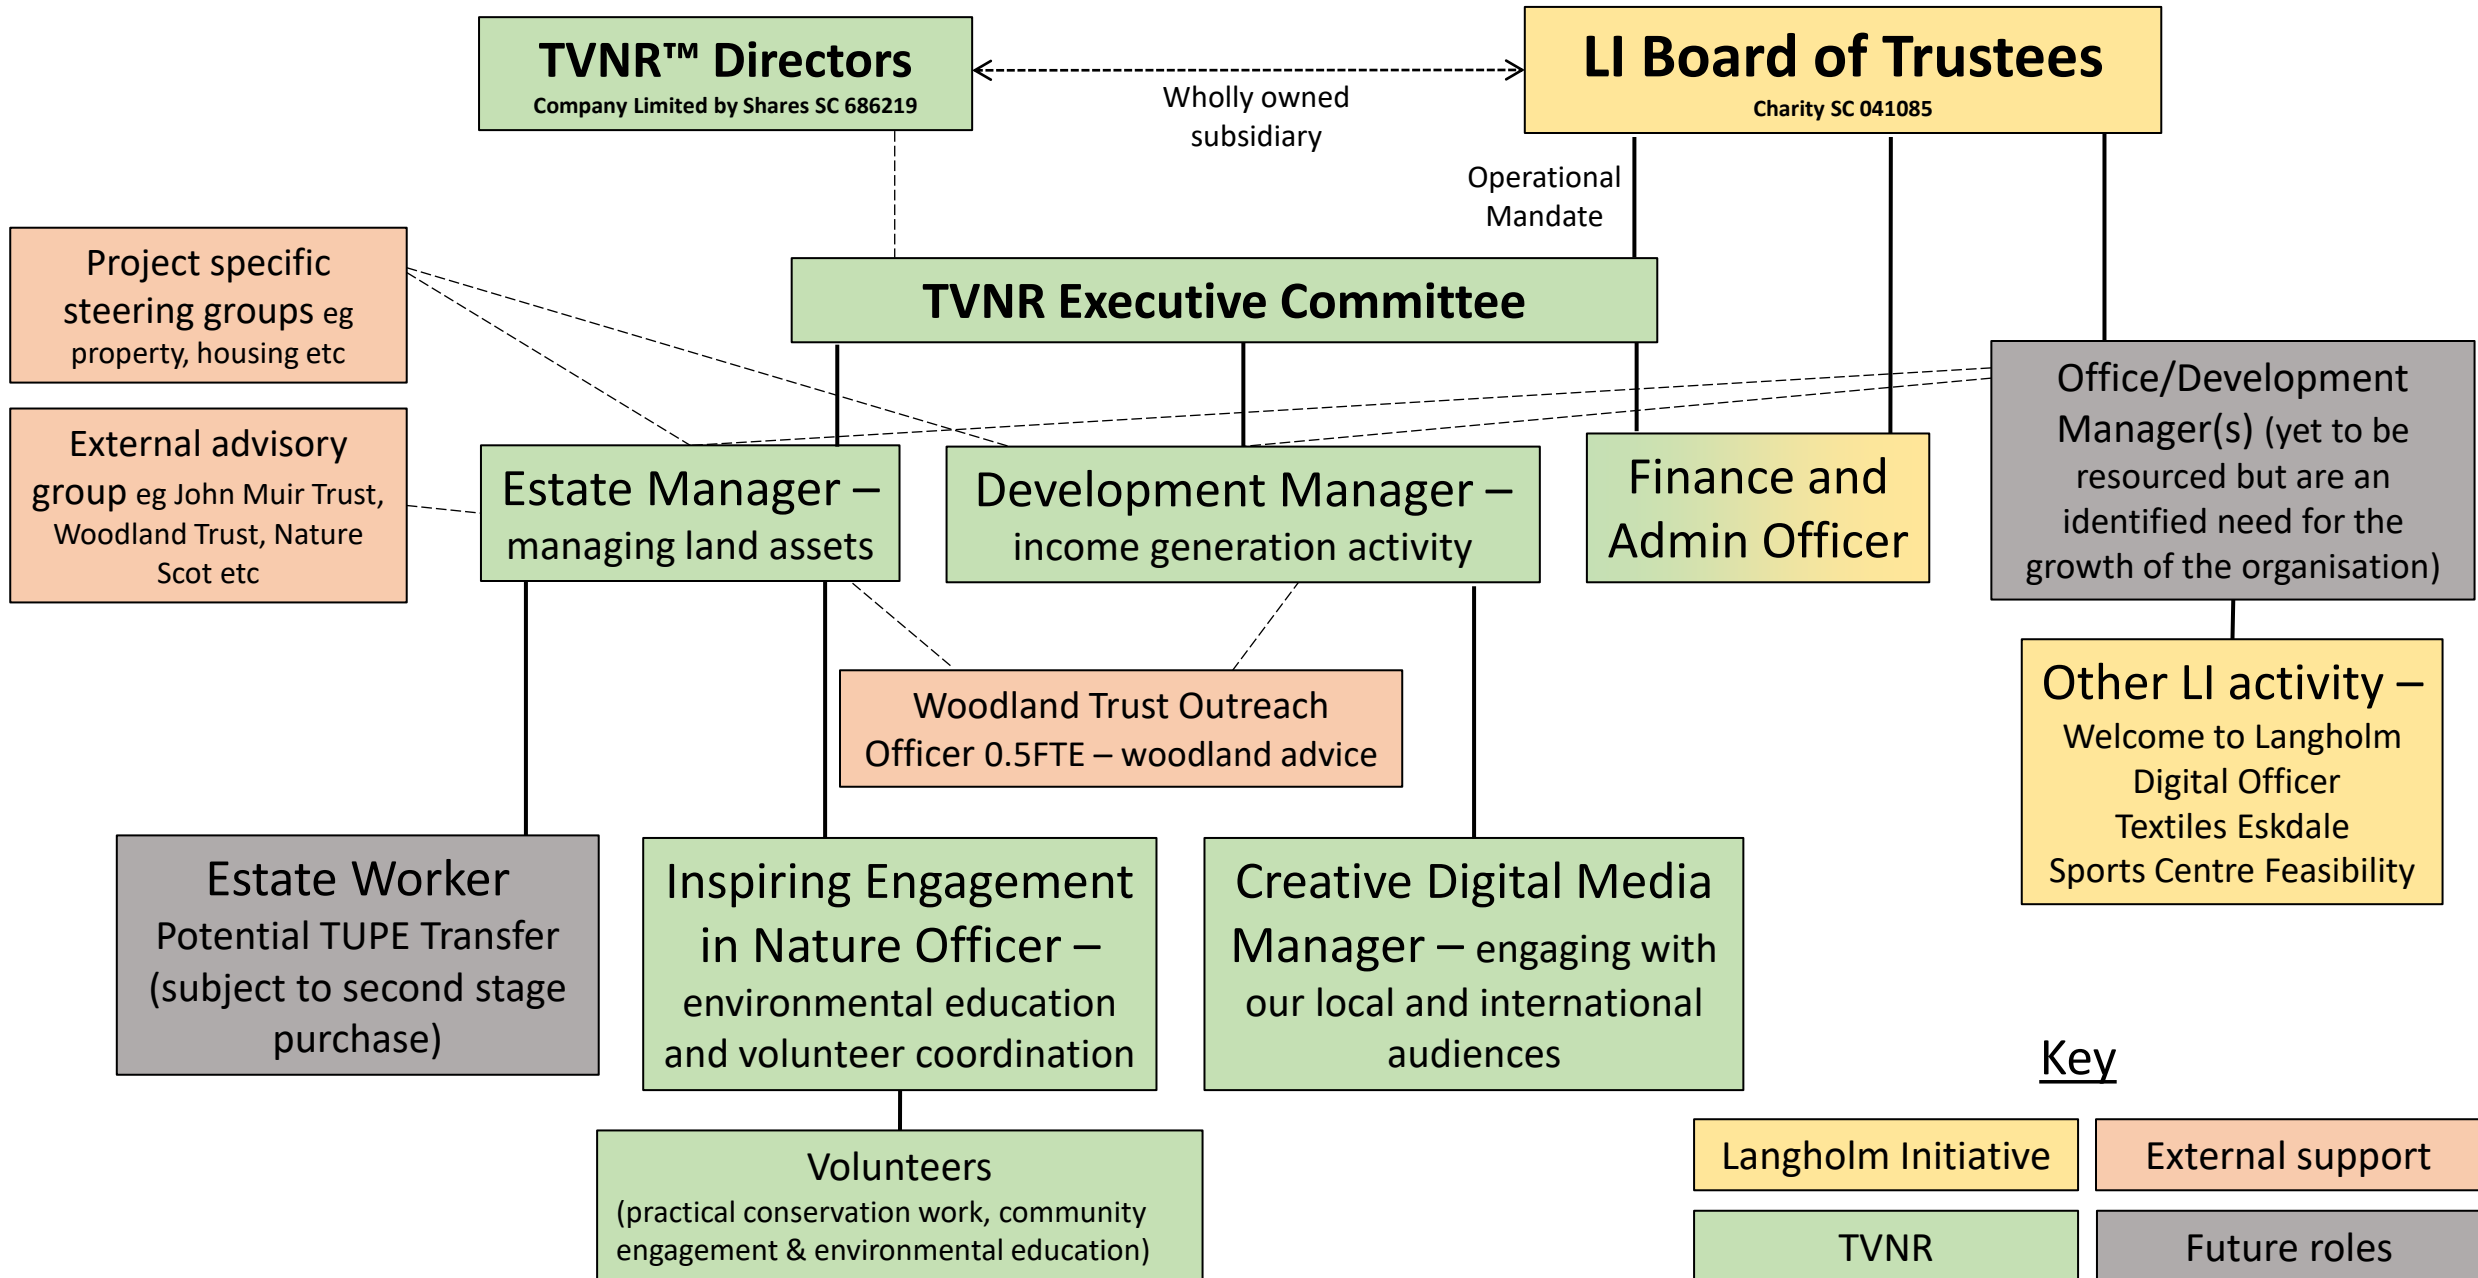 TVNR™ Directors
Company Limited by Shares SC 686219
Wholly owned
subsidiary
LI Board of Trustees
Charity SC 041085
Operational
Mandate
Project specific
steering groups eg
property, housing etc
TVNR Executive Committee
External advisory
group eg John Muir Trust,
Woodland Trust, Nature
Scot etc
Estate Manager –
managing land assets
Development Manager –
income generation activity
Finance and
Admin Officer
Office/Development
Manager(s) (yet to be
resourced but are an
identified need for the
growth of the organisation)
Woodland Trust Outreach
Officer 0.5FTE – woodland advice
Other LI activity –
Welcome to Langholm
Digital Officer
Textiles Eskdale
Sports Centre Feasibility
Estate Worker
Potential TUPE Transfer
(subject to second stage
purchase)
Inspiring Engagement
in Nature Officer –
environmental education
and volunteer coordination
Creative Digital Media
Manager – engaging with
our local and international
audiences
Volunteers
(practical conservation work, community
engagement & environmental education)
Key
Langholm Initiative
External support
TVNR
Future roles